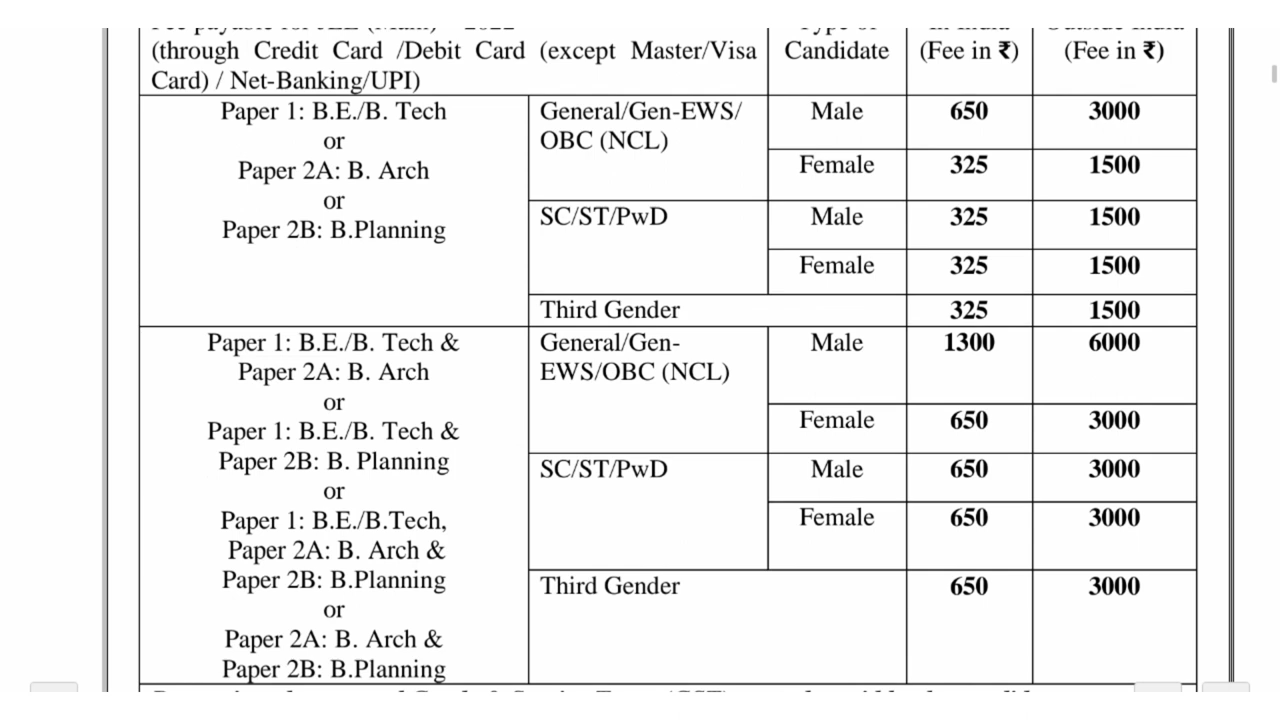 (through Credit Card /Debit Card (except Master/Visa Card) / Net-Banking/UPI)
Candidate
(Fee in ₹)
(Fee in ₹)
Paper 1: B.E./B. Tech
or
Paper 2A: B. Arch
or
Paper 2B: B.Planning
General/Gen-EWS/
OBC (NCL)
Male 650 3000
Female 325 1500
SC/ST/PwD Male 325 1500
Female 325 1500
Third Gender 325 1500
Paper 1: B.E./B. Tech &
Paper 2A: B. Arch
or
Paper 1: B.E./B. Tech &
Paper 2B: B. Planning
or
Paper 1: B.E./B.Tech,
Paper 2A: B. Arch &
Paper 2B: B.Planning
or
Paper 2A: B. Arch &
Paper 2B: B.Planning
General/Gen-
EWS/OBC (NCL)
Male 1300 6000
Female 650 3000
SC/ST/PwD Male 650 3000
Female 650 3000
Third Gender 650 3000